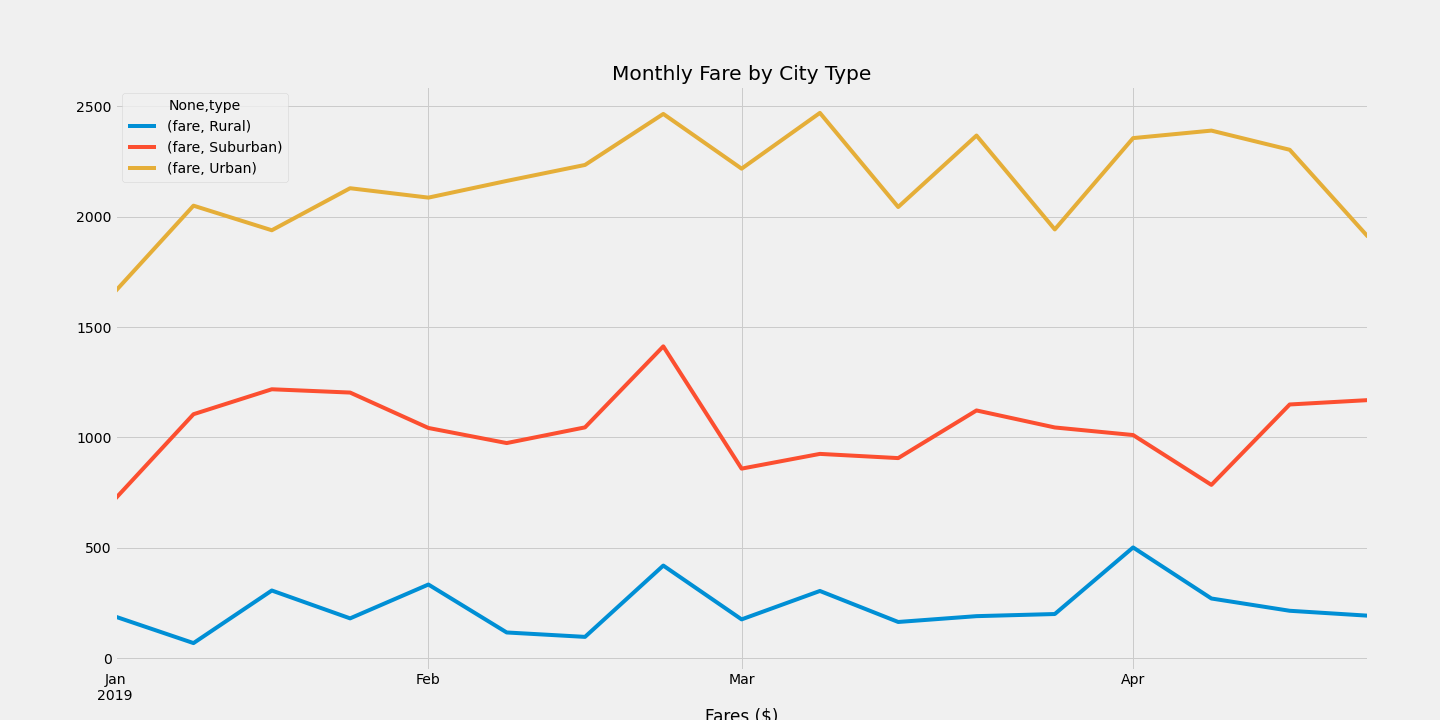 Monthly Fare by City Type
None,type
(fare, Rural)
(fare, Suburban)
(fare, Urban)
2500
2000
1500
1000
500
0
Jan
2019
Feb
Mar
Apr
Fares ($)